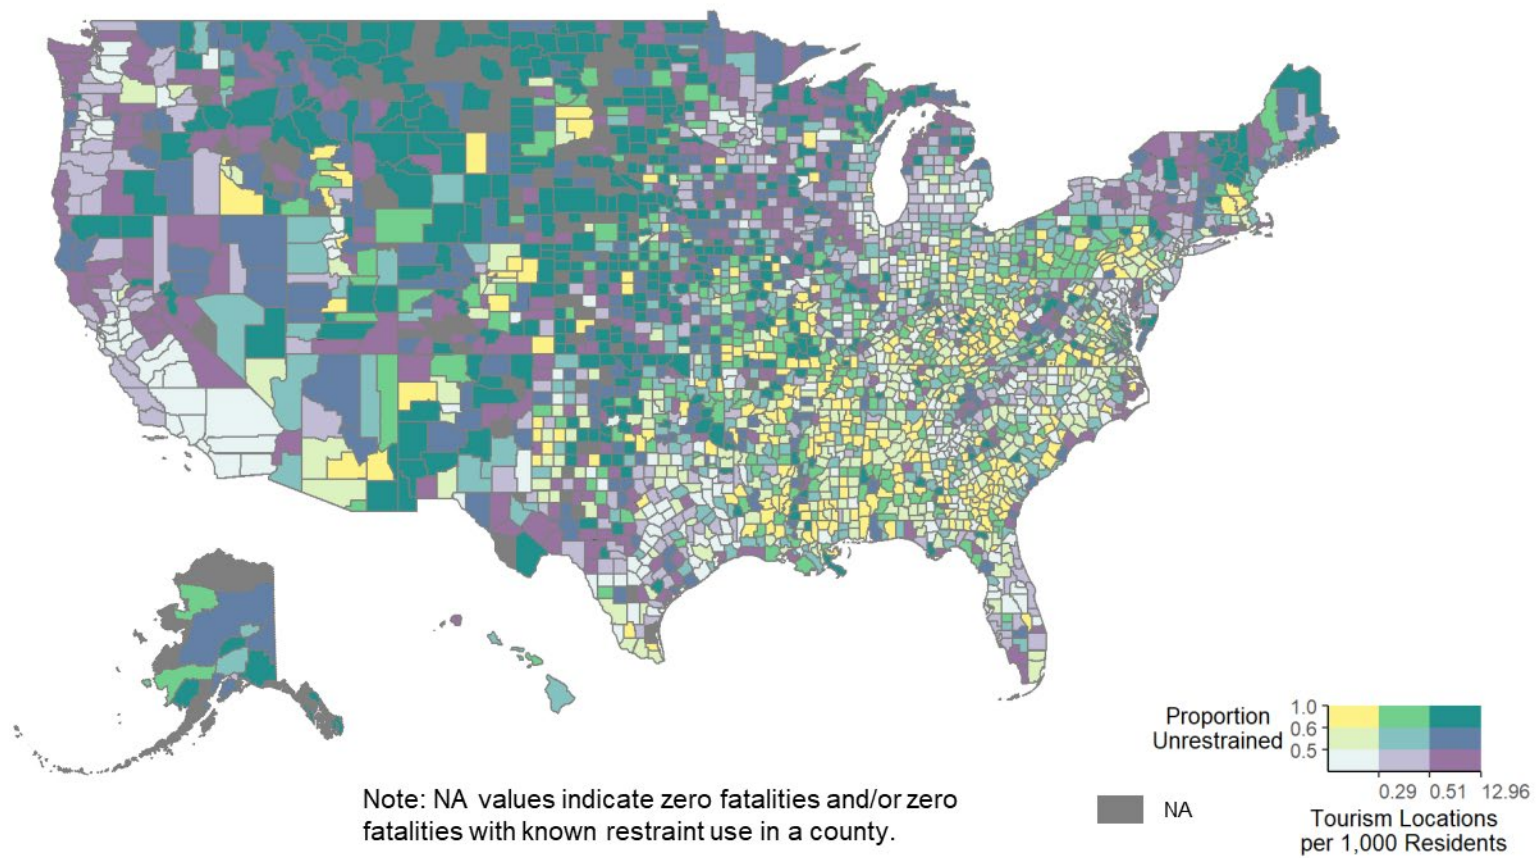 Proportion
Unrestrained
1.0
0.6
0.5
0.29 0.51 12.96
Tourism Locations
per 1,000 Residents
NA
Note: NA values indicate zero fatalities and/or zero
fatalities with known restraint use in a county.